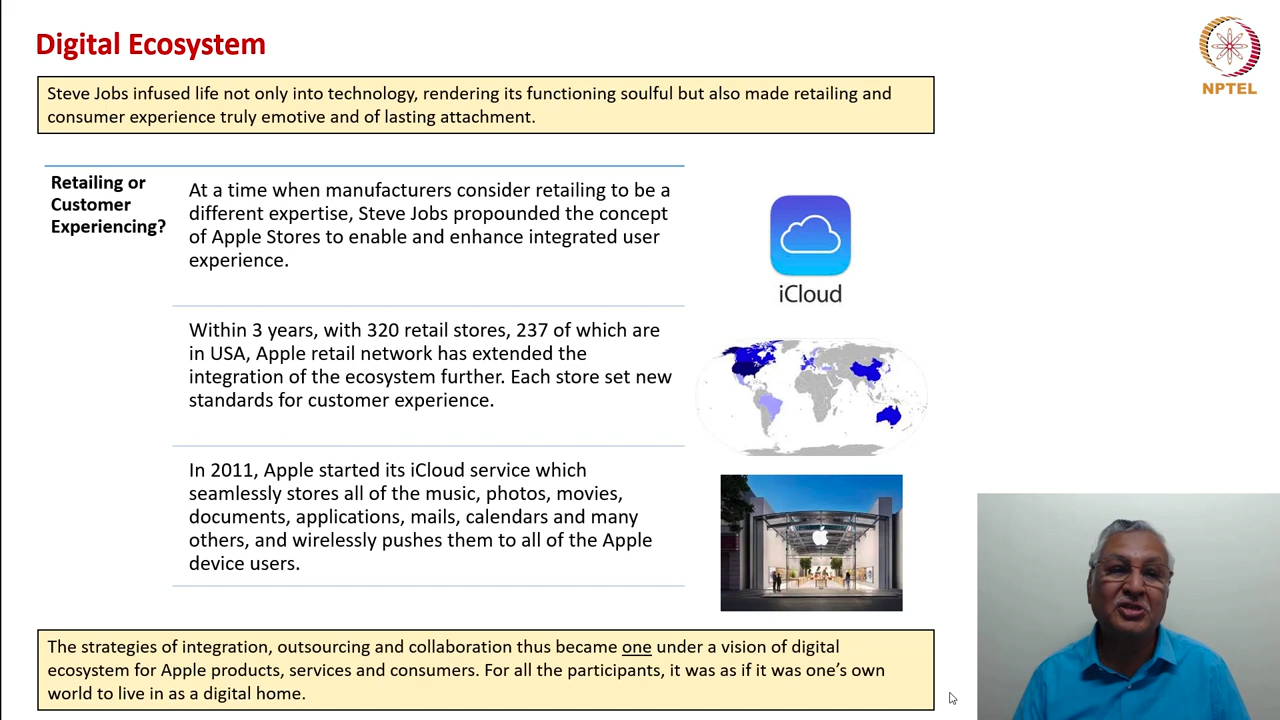 Digital Ecosystem
NPTEL
Steve Jobs infused life not only into technology, rendering its functioning soulful but also made retailing and
consumer experience truly emotive and of lasting attachment.
Retailing or
Customer
Experiencing?
At a time when manufacturers consider retailing to be a
different expertise, Steve Jobs propounded the concept
of Apple Stores to enable and enhance integrated user
experience.
iCloud
Within 3 years, with 320 retail stores, 237 of which are
in USA, Apple retail network has extended the
integration of the ecosystem further. Each store set new
standards for customer experience.
In 2011, Apple started its iCloud service which
seamlessly stores all of the music, photos, movies,
documents, applications, mails, calendars and many
others, and wirelessly pushes them to all of the Apple
device users.
The strategies of integration, outsourcing and collaboration thus became one under a vision of digital
ecosystem for Apple products, services and consumers. For all the participants, it was as if it was one’s own
world to live in as a digital home.